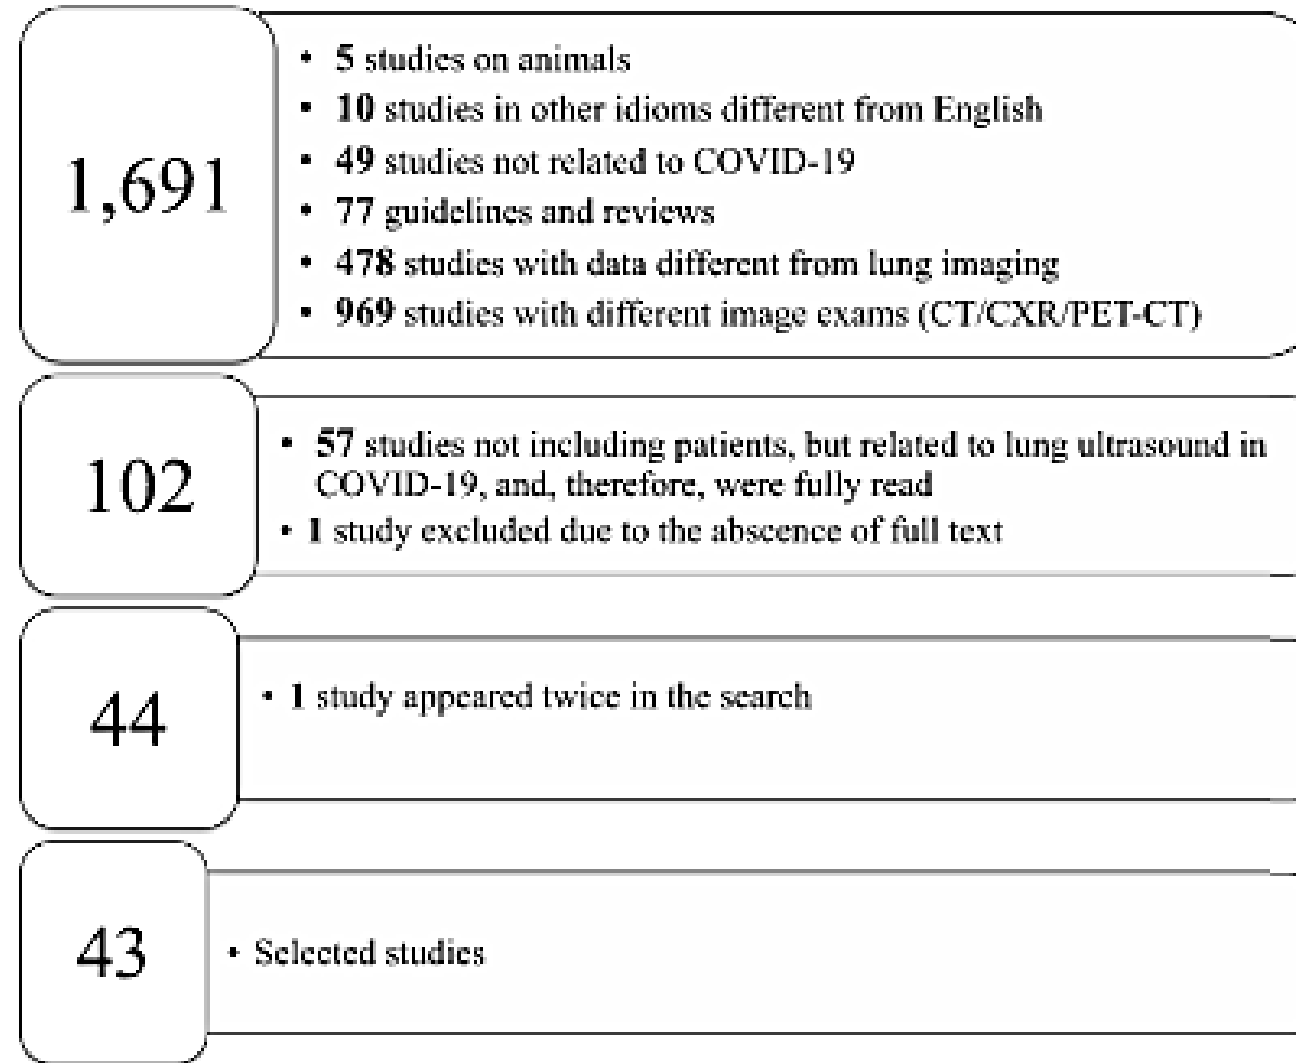 1,691
• 5 studies on animals
• 10 studies in other idioms different from English
• 49 studies not related to COVID-19
• 77 guidelines and reviews
• 478 studies with data different from lung imaging
• 969 studies with different image exams (CT/CXR/PET-CT)
102
• 57 studies not including patients, but related to lung ultrasound in
COVID-19, and, therefore, were fully read
• 1 study excluded due to the abscence of full text
44
• 1 study appeared twice in the search
43
• Selected studies